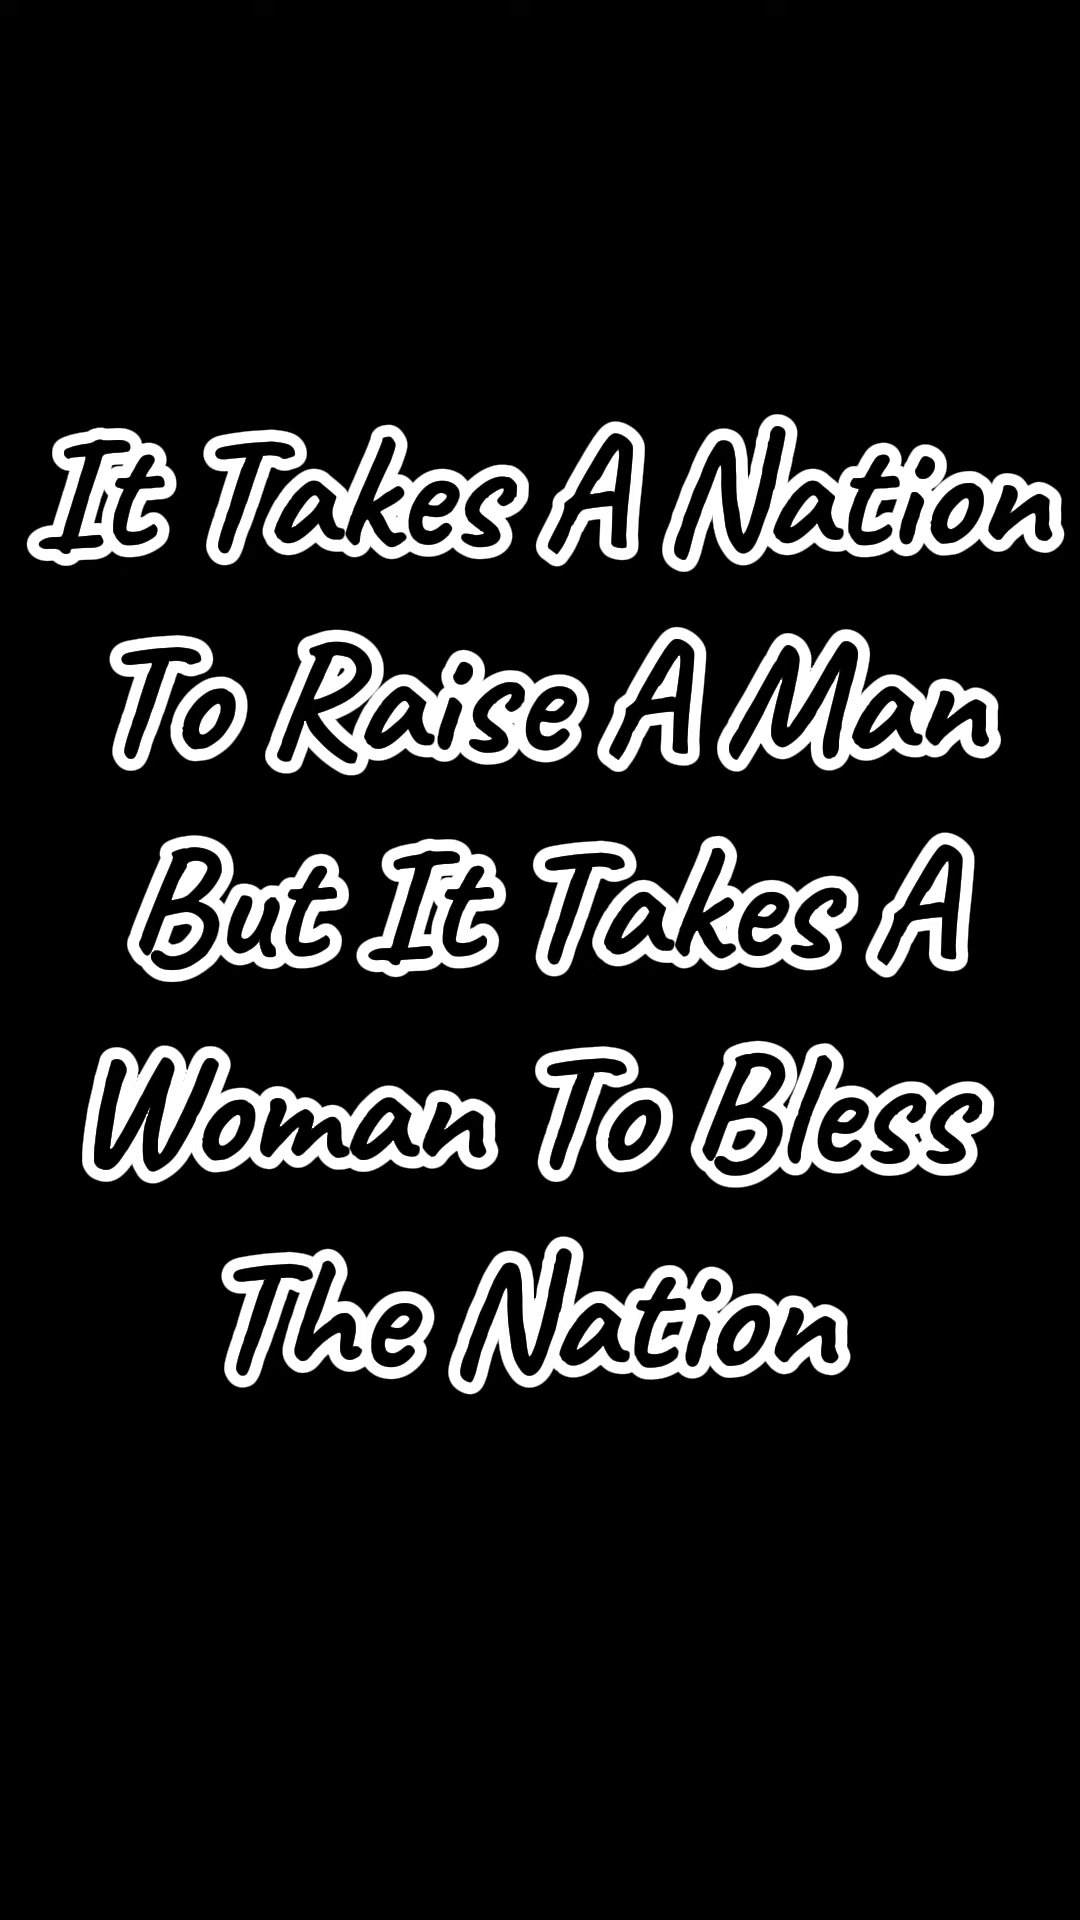 It Takes A Nation
To Raise A Man
But It Takes A
Woman To Bless
The Nation